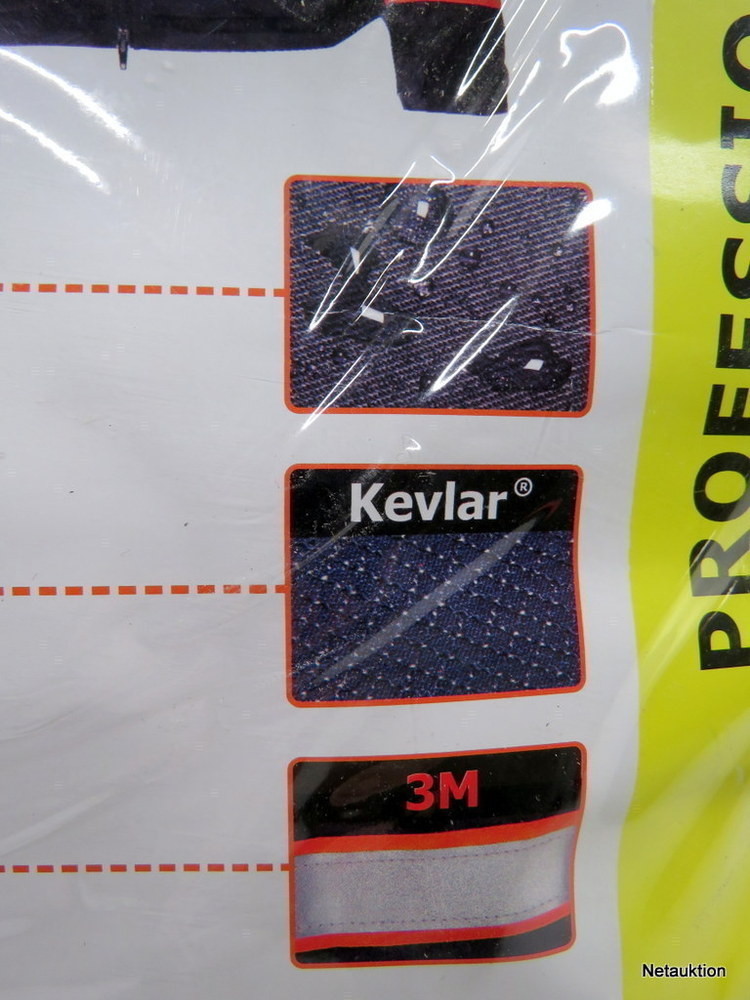 Kevlar®
3M
PROFESSIO
Netauktion